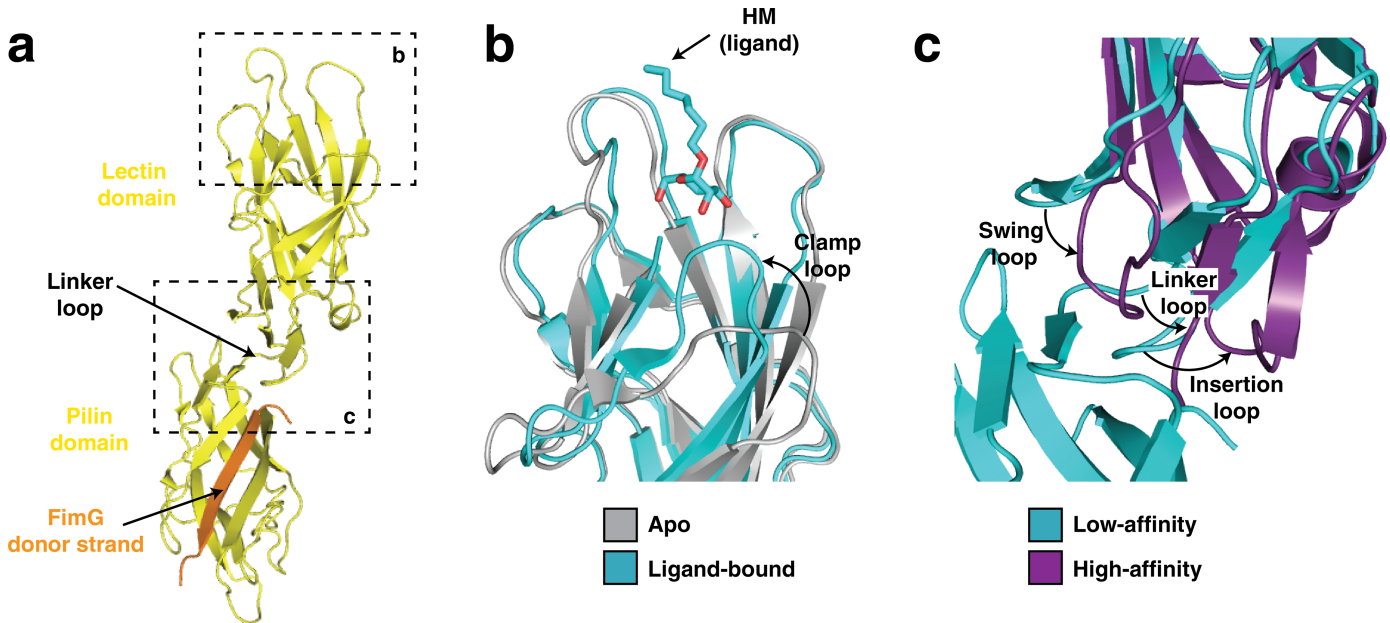 a
b
Lectin
domain
Linker
loop
Pilin
domain
c
FimG
donor strand
b
HM
(ligand)
Clamp
loop
Apo
Ligand-bound
c
Swing
loop
Linker
loop
Insertion
loop
Low-affinity
High-affinity